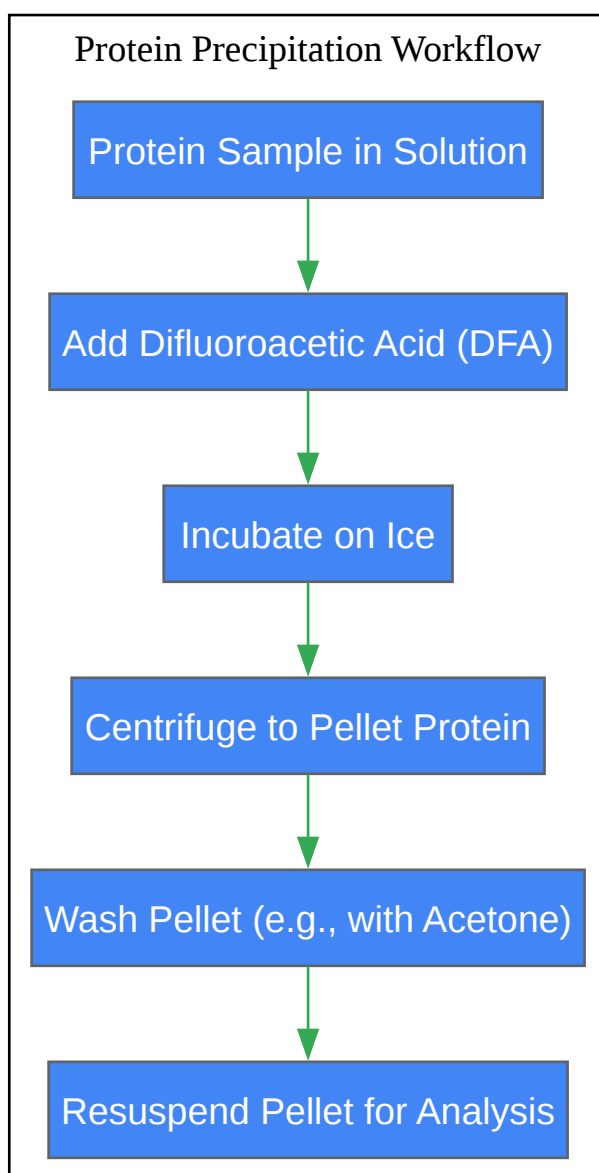 Protein Precipitation Workflow
Protein Sample in Solution
Add Difluoroacetic Acid (DFA)
Incubate on Ice
Centrifuge to Pellet Protein
Wash Pellet (e.g., with Acetone)
Resuspend Pellet for Analysis